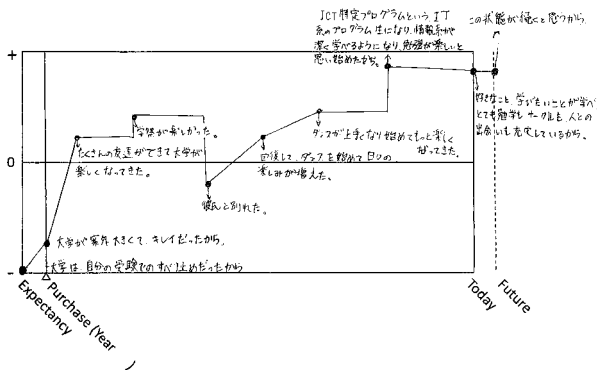 ICT特定プログラムという IT
系のプログラム生になり、情報系が
深く学べるようになり、勉強が楽しいと
思い始めたから。
この状態が続くと思うから。
+
学祭が楽しかった。
たくさんの友達ができて大学が
楽しくなってきた。
ダンスが上手くなり始めてもっと楽しく
なってきた。
好きなこと、学びたいことが学べ
とても勉学も サークルも、人との
出会いも充実しているから。
0
回復して、ダンスを始めて日々の
楽しみが増えた。
彼氏と別れた。
大学が案外大きくて、キレイだったから。
大学は、自分の受験でのすべり止めだったから
-
Expectancy
Purchase (Year )
Today
Future